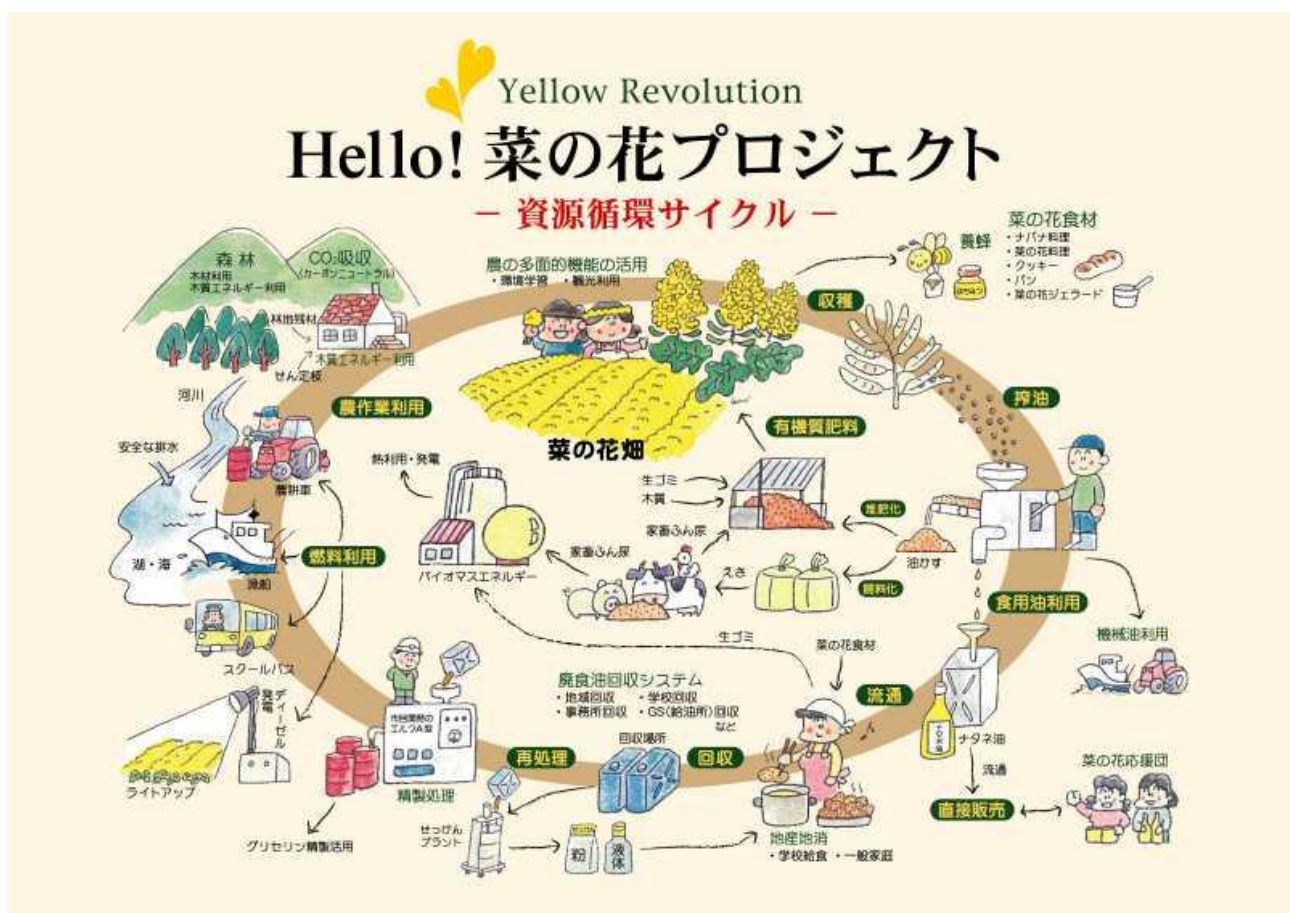 Yellow Revolution
Hello! 菜の花プロジェクト
－ 資源循環サイクル －
森林
木材利用
木質エネルギー利用
CO₂吸収
(カーボンニュートラル)
林地残材
木質エネルギー利用
せん定枝
農の多面的機能の活用
・環境学習 ・観光利用
収穫
養蜂
はちみつ
菜の花食材
・ナバナ料理
・菜の花料理
・クッキー
・パン
・菜の花ジェラード
河川
農作業利用
安全な排水
農耕車
菜の花畑
有機質肥料
搾油
熱利用・発電
生ゴミ
木質
堆肥化
家畜ふん尿
家畜ふん尿
油かす
湖・海
燃料利用
漁船
バイオマスエネルギー
えさ
飼料化
食用油利用
機械油利用
スクールバス
生ゴミ
菜の花食材
廃食油回収システム
・地域回収 ・学校回収
・事務所回収 ・GS(給油所)回収
など
流通
ディーゼル
発電
ナタネ油
回収場所
再処理
回収
流通
菜の花応援団
ライトアップ
精製処理
直接販売
せっけん
プラント
粉
液体
地産地消
・学校給食 ・一般家庭
グリセリン精製活用